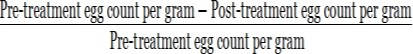 Pre-treatment egg count per gram – Post-treatment egg count per gram
Pre-treatment egg count per gram